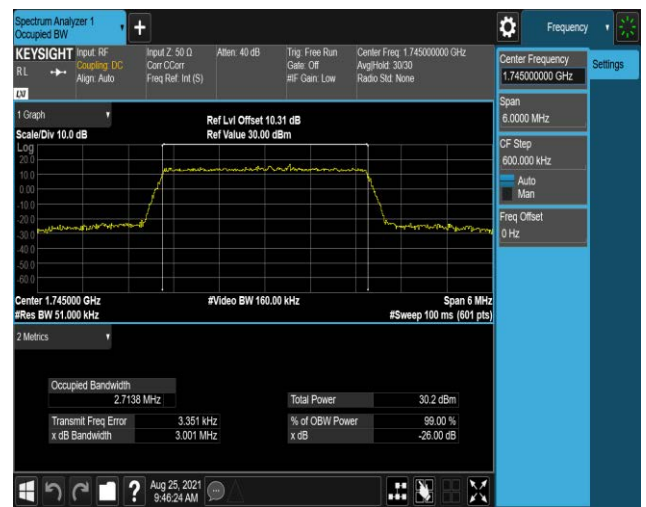 Spectrum Analyzer 1
Occupied BW
+
Frequency
KEYSIGHT
RL
LXI
Input: RF
Coupling: DC
Align: Auto
Input Z: 50 Ω
Corr CCorr
Freq Ref: Int (S)
Atten: 40 dB
Trig: Free Run
Gate: Off
#IF Gain: Low
Center Freq: 1.745000000 GHz
Avg|Hold: 30/30
Radio Std: None
Center Frequency
1.745000000 GHz
Settings
Span
6.0000 MHz
CF Step
600.000 kHz
Auto
Man
Freq Offset
0 Hz
1 Graph
Scale/Div 10.0 dB
Ref Lvl Offset 10.31 dB
Ref Value 30.00 dBm
Log
20.0
10.0
0.00
-10.0
-20.0
-30.0
-40.0
-50.0
-60.0
Center 1.745000 GHz
#Video BW 160.00 kHz
Span 6 MHz
#Res BW 51.000 kHz
#Sweep 100 ms (601 pts)
2 Metrics
Occupied Bandwidth
2.7138 MHz
Total Power 30.2 dBm
Transmit Freq Error 3.351 kHz
% of OBW Power 99.00 %
x dB Bandwidth 3.001 MHz
x dB -26.00 dB
?
Aug 25, 2021
9:46:24 AM